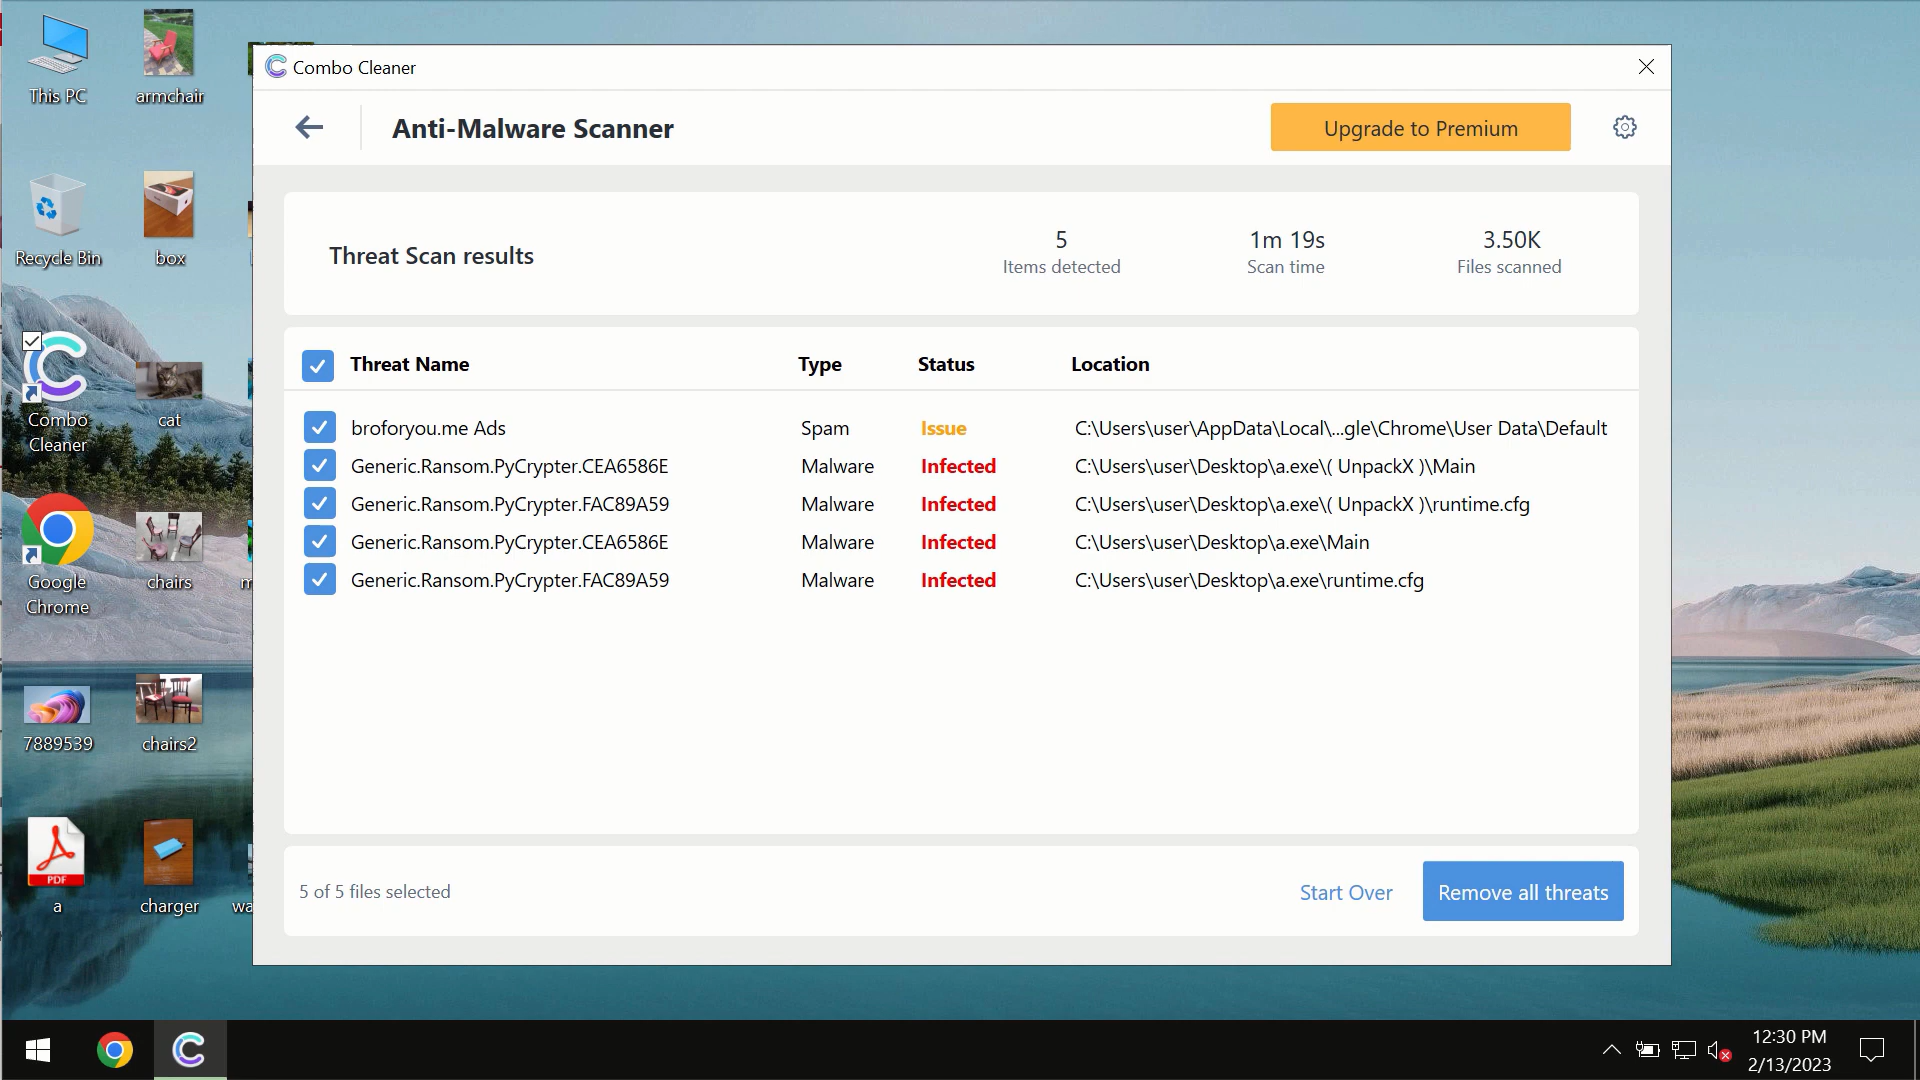 Combo Cleaner
Anti-Malware Scanner
Upgrade to Premium
Threat Scan results
5
Items detected
1m 19s
Scan time
3.50K
Files scanned
Threat Name Type Status Location
broforyou.me Ads Spam Issue C:\Users\user\AppData\Local\...gle\Chrome\User Data\Default
Generic.Ransom.PyCrypter.CEA6586E Malware Infected C:\Users\user\Desktop\a.exe\( UnpackX )\Main
Generic.Ransom.PyCrypter.FAC89A59 Malware Infected C:\Users\user\Desktop\a.exe\( UnpackX )\runtime.cfg
Generic.Ransom.PyCrypter.CEA6586E Malware Infected C:\Users\user\Desktop\a.exe\Main
Generic.Ransom.PyCrypter.FAC89A59 Malware Infected C:\Users\user\Desktop\a.exe\runtime.cfg
5 of 5 files selected
Start Over
Remove all threats
This PC
armchair
Recycle Bin
box
Combo
Cleaner
cat
Google
Chrome
chairs
7889539
chairs2
PDF
a
charger
12:30 PM
2/13/2023